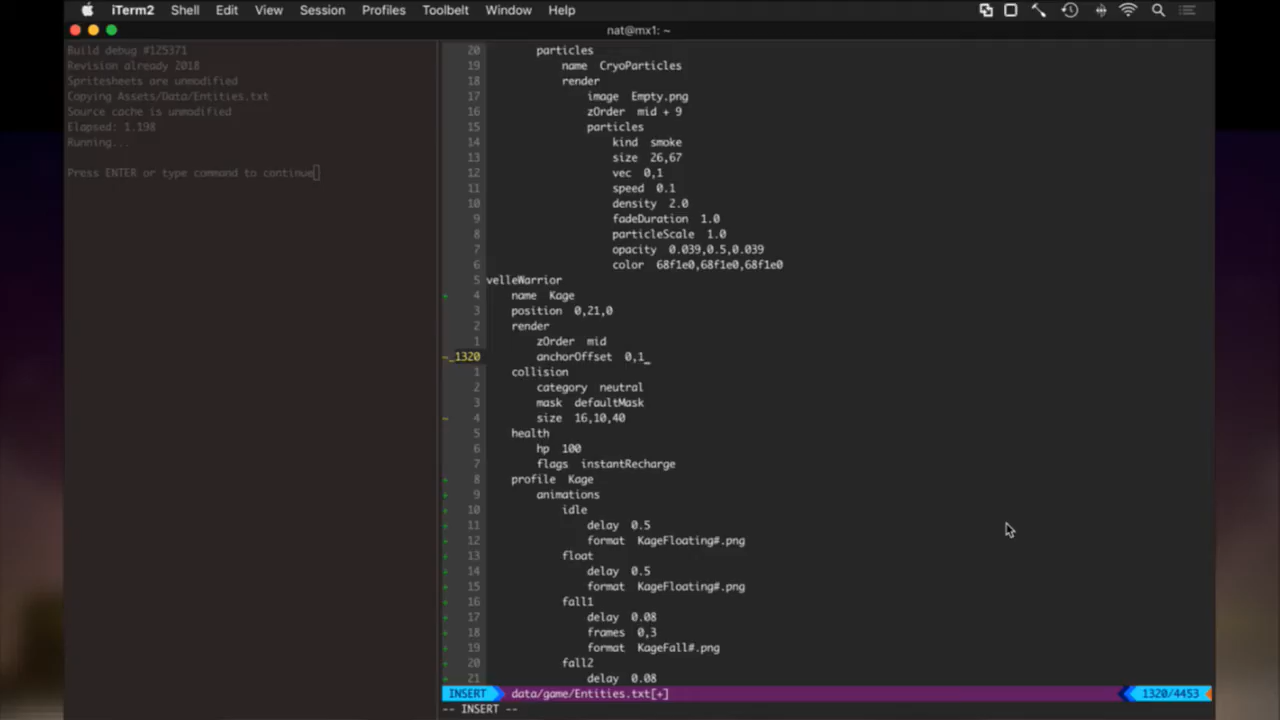 iTerm2 Shell Edit View Session Profiles Toolbelt Window Help
nat@mx1: ~
Build debug #125371
Revision already 2018
Spritesheets are unmodified
Copying Assets/Data/Entities.txt
Source cache is unmodified
Elapsed: 1.198
Running...
Press ENTER or type command to continue
20 particles
19 name CryoParticles
18 render
17 image Empty.png
16 zOrder mid + 9
15 particles
14 kind smoke
13 size 26,67
12 vec 0,1
11 speed 0.1
10 density 2.0
9 fadeDuration 1.0
8 particleScale 1.0
7 opacity 0.039,0.5,0.039
6 color 68f1e0,68f1e0,68f1e0
5 velleWarrior
+ 4 name Kage
3 position 0,21,0
2 render
1 zOrder mid
~_1320 anchorOffset 0,1_
1 collision
2 category neutral
3 mask defaultMask
~ 4 size 16,10,40
5 health
6 hp 100
7 flags instantRecharge
+ 8 profile Kage
+ 9 animations
+ 10 idle
+ 11 delay 0.5
+ 12 format KageFloating#.png
+ 13 float
+ 14 delay 0.5
+ 15 format KageFloating#.png
+ 16 fall1
+ 17 delay 0.08
+ 18 frames 0,3
+ 19 format KageFall#.png
+ 20 fall2
+ 21 delay 0.08
INSERT data/game/Entities.txt[+] 1320/4453
-- INSERT --